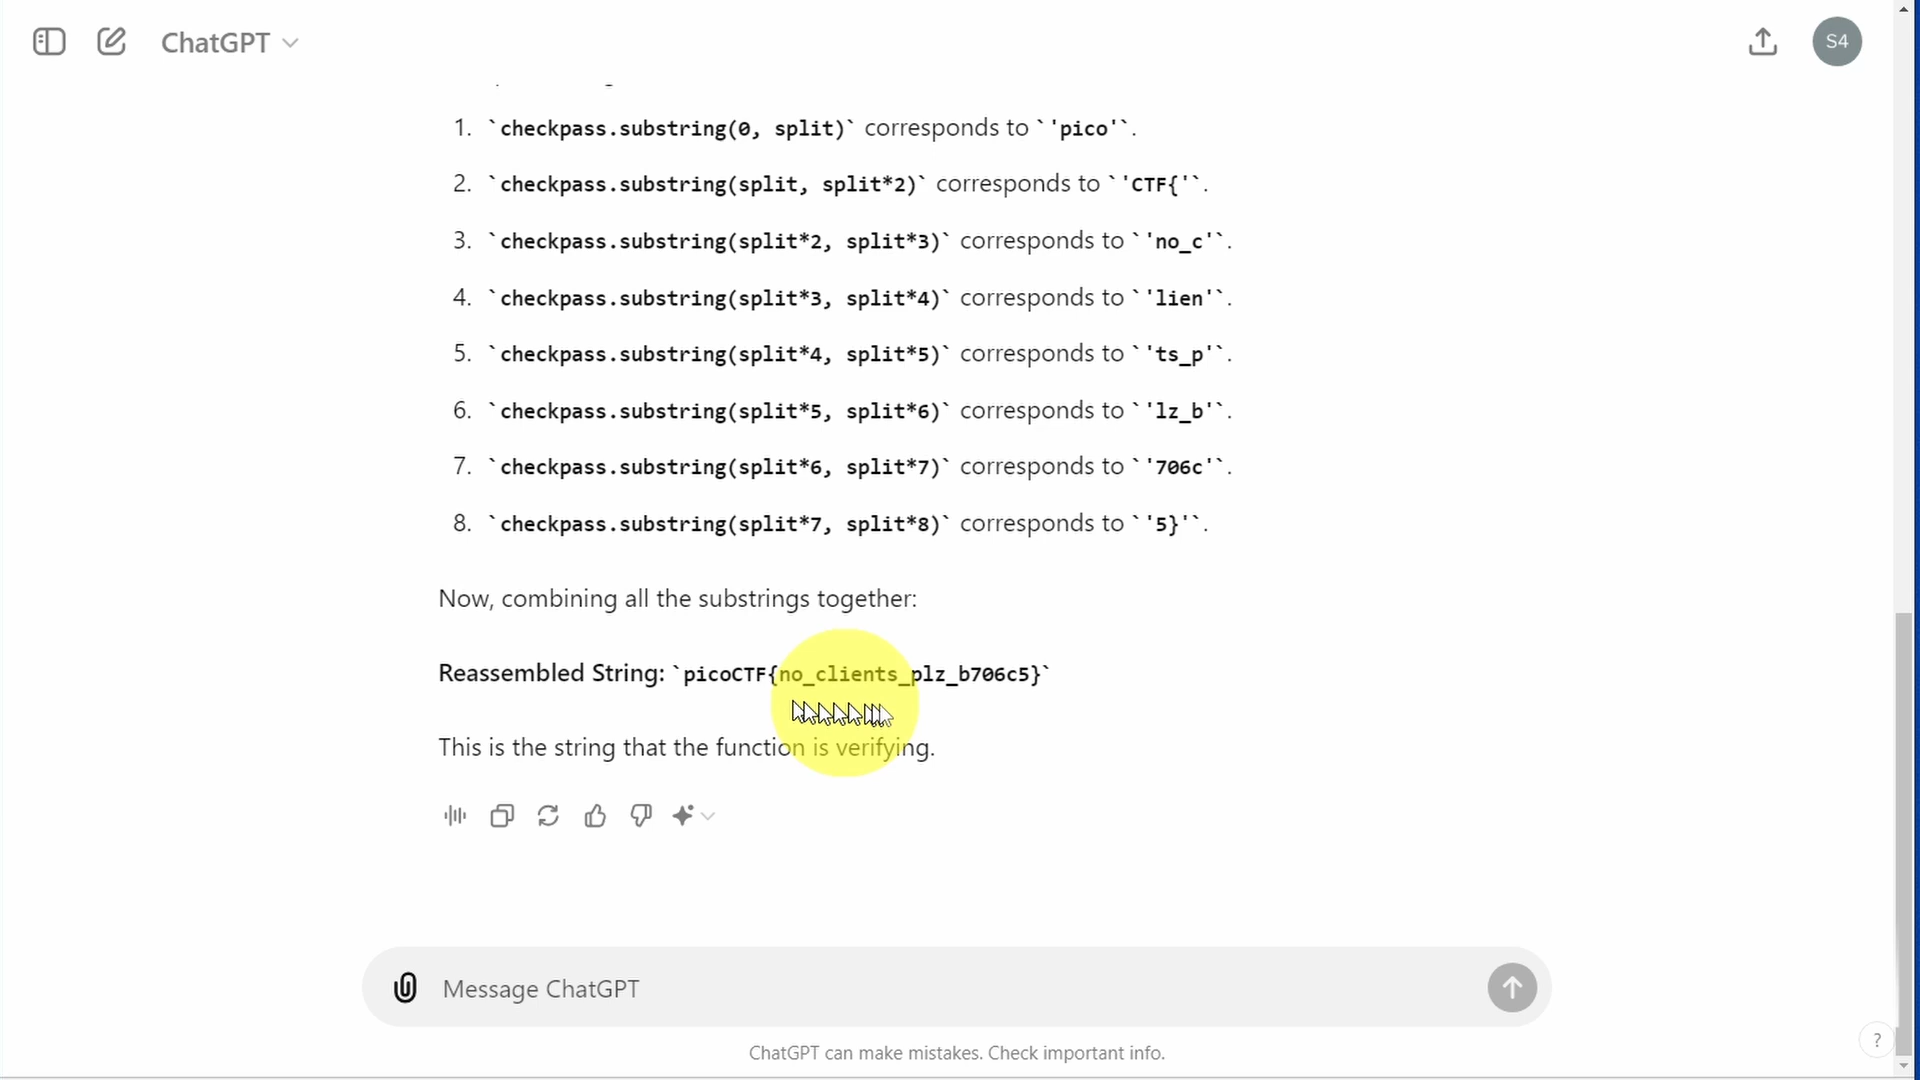 ChatGPT
S4
1. `checkpass.substring(0, split)` corresponds to `'pico'`.
2. `checkpass.substring(split, split*2)` corresponds to `'CTF{'`.
3. `checkpass.substring(split*2, split*3)` corresponds to `'no_c'`.
4. `checkpass.substring(split*3, split*4)` corresponds to `'lien'`.
5. `checkpass.substring(split*4, split*5)` corresponds to `'ts_p'`.
6. `checkpass.substring(split*5, split*6)` corresponds to `'lz_b'`.
7. `checkpass.substring(split*6, split*7)` corresponds to `'706c'`.
8. `checkpass.substring(split*7, split*8)` corresponds to `'5}'`.
Now, combining all the substrings together:
Reassembled String: `picoCTF{no_clients_plz_b706c5}`
This is the string that the function is verifying.
Message ChatGPT
ChatGPT can make mistakes. Check important info.
?